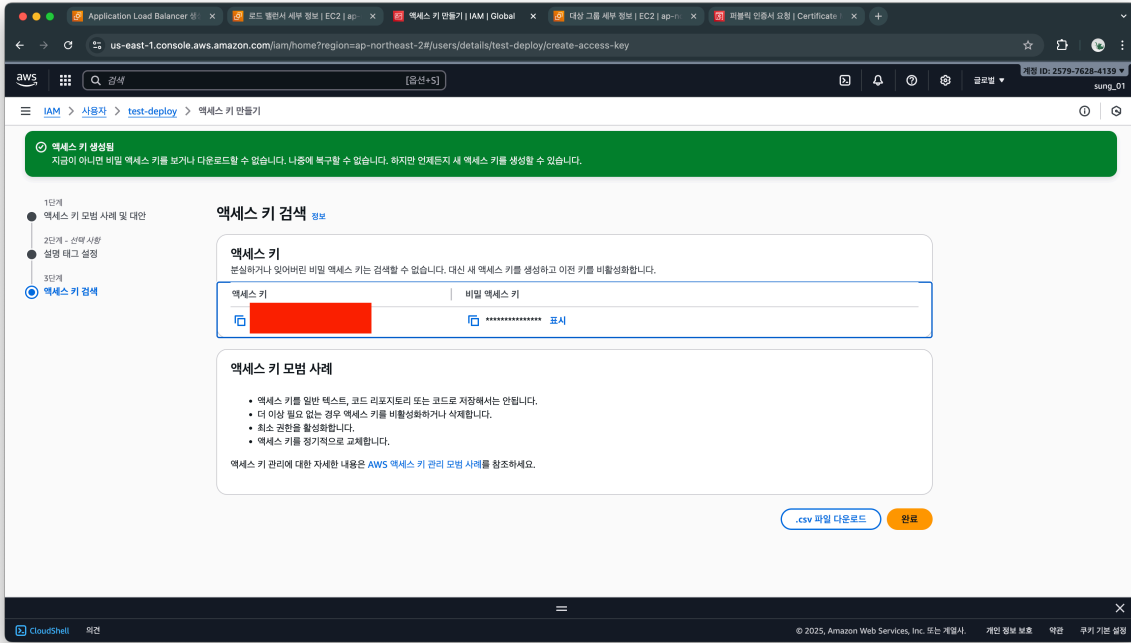 Application Load Balancer 생
로드 밸런서 세부 정보 | EC2 | ap-
액세스 키 만들기 | IAM | Global
대상 그룹 세부 정보 | EC2 | ap-n
퍼블릭 인증서 요청 | Certificate
us-east-1.console.aws.amazon.com/iam/home?region=ap-northeast-2#/users/details/test-deploy/create-access-key
aws
검색
[옵션+S]
글로벌
계정 ID: 2579-7628-4139
sung_01
IAM > 사용자 > test-deploy > 액세스 키 만들기
액세스 키 생성됨
지금이 아니면 비밀 액세스 키를 보거나 다운로드할 수 없습니다. 나중에 복구할 수 없습니다. 하지만 언제든지 새 액세스 키를 생성할 수 있습니다.
1단계
액세스 키 모범 사례 및 대안
2단계 - 선택 사항
설명 태그 설정
3단계
액세스 키 검색
액세스 키 검색 정보
액세스 키
분실하거나 잊어버린 비밀 액세스 키는 검색할 수 없습니다. 대신 새 액세스 키를 생성하고 이전 키를 비활성화합니다.
액세스 키
비밀 액세스 키
*************** 표시
액세스 키 모범 사례
• 액세스 키를 일반 텍스트, 코드 리포지토리 또는 코드로 저장해서는 안됩니다.
• 더 이상 필요 없는 경우 액세스 키를 비활성화하거나 삭제합니다.
• 최소 권한을 활성화합니다.
• 액세스 키를 정기적으로 교체합니다.
액세스 키 관리에 대한 자세한 내용은 AWS 액세스 키 관리 모범 사례를 참조하세요.
.csv 파일 다운로드
완료
CloudShell
의견
© 2025, Amazon Web Services, Inc. 또는 계열사.
개인 정보 보호
약관
쿠키 기본 설정